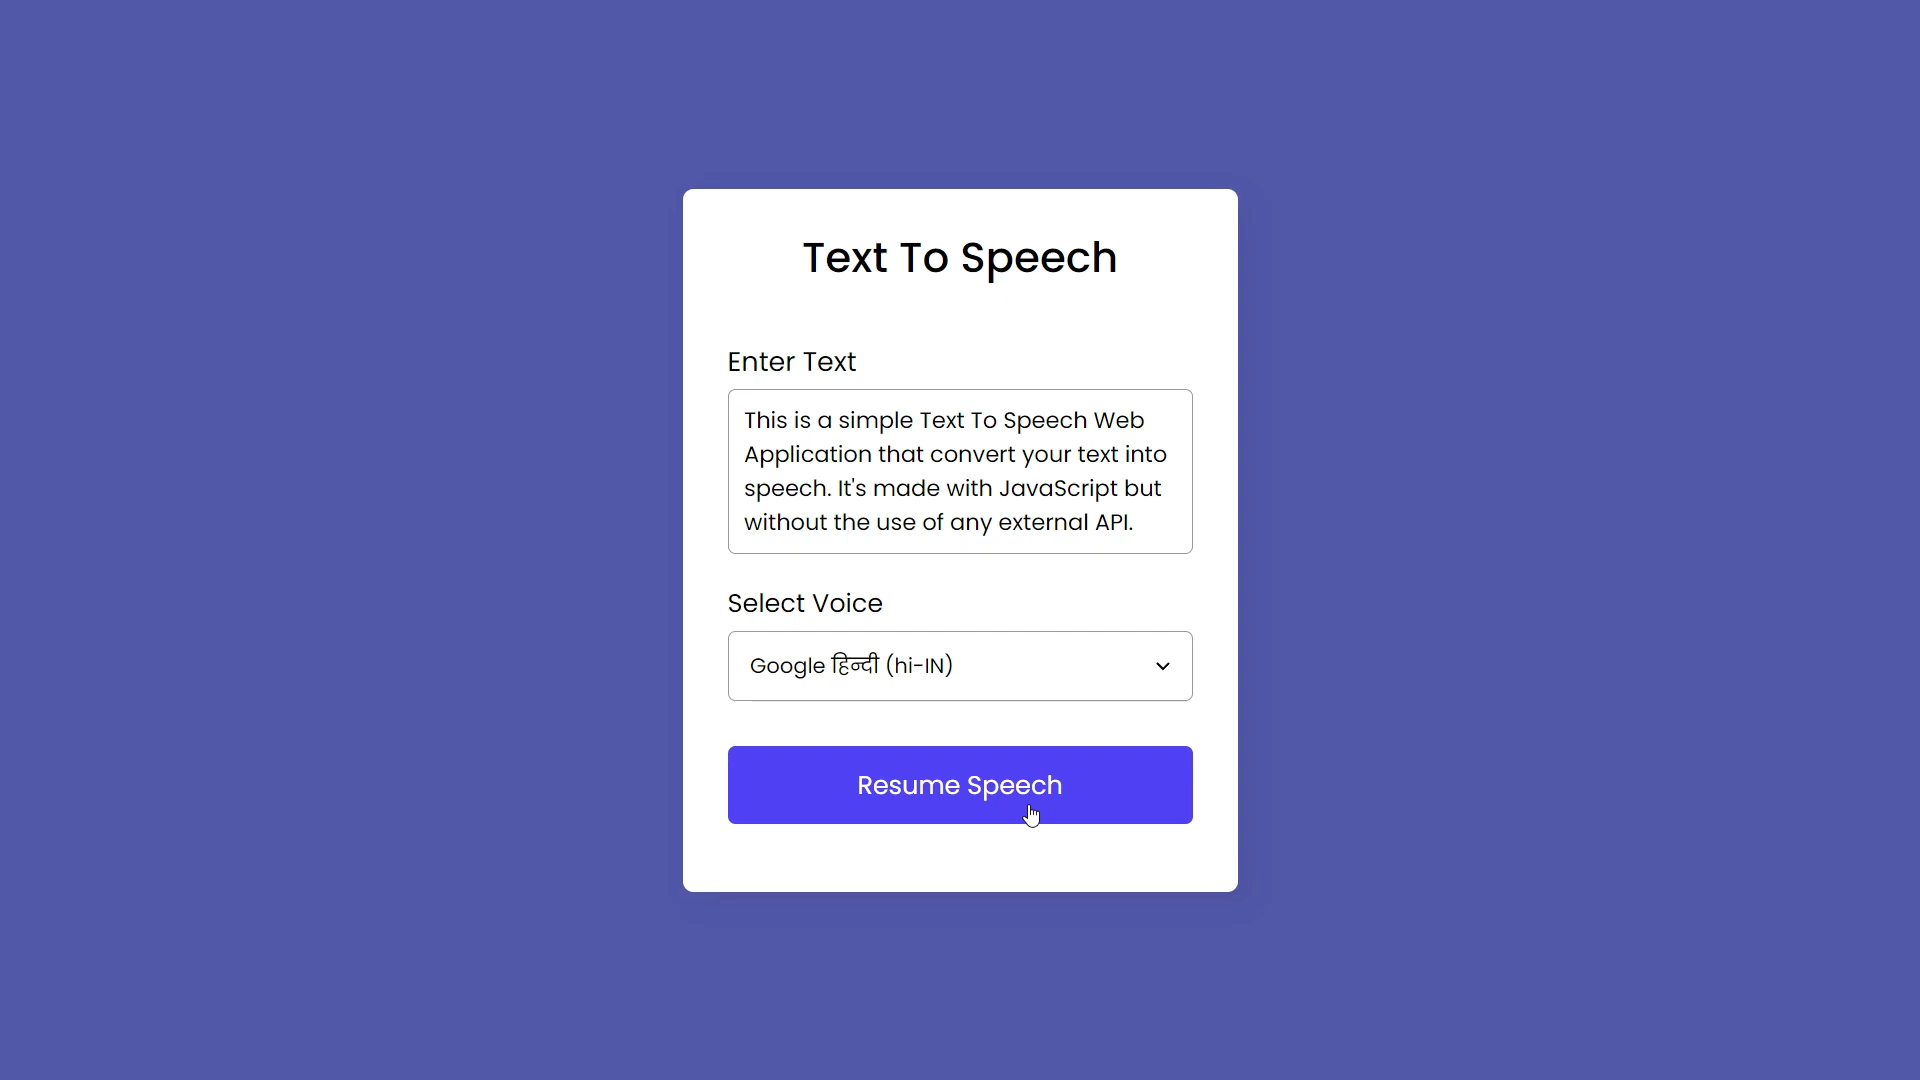 Text To Speech
Enter Text
This is a simple Text To Speech Web
Application that convert your text into
speech. It's made with JavaScript but
without the use of any external API.
Select Voice
Google हिन्दी (hi-IN)
Resume Speech